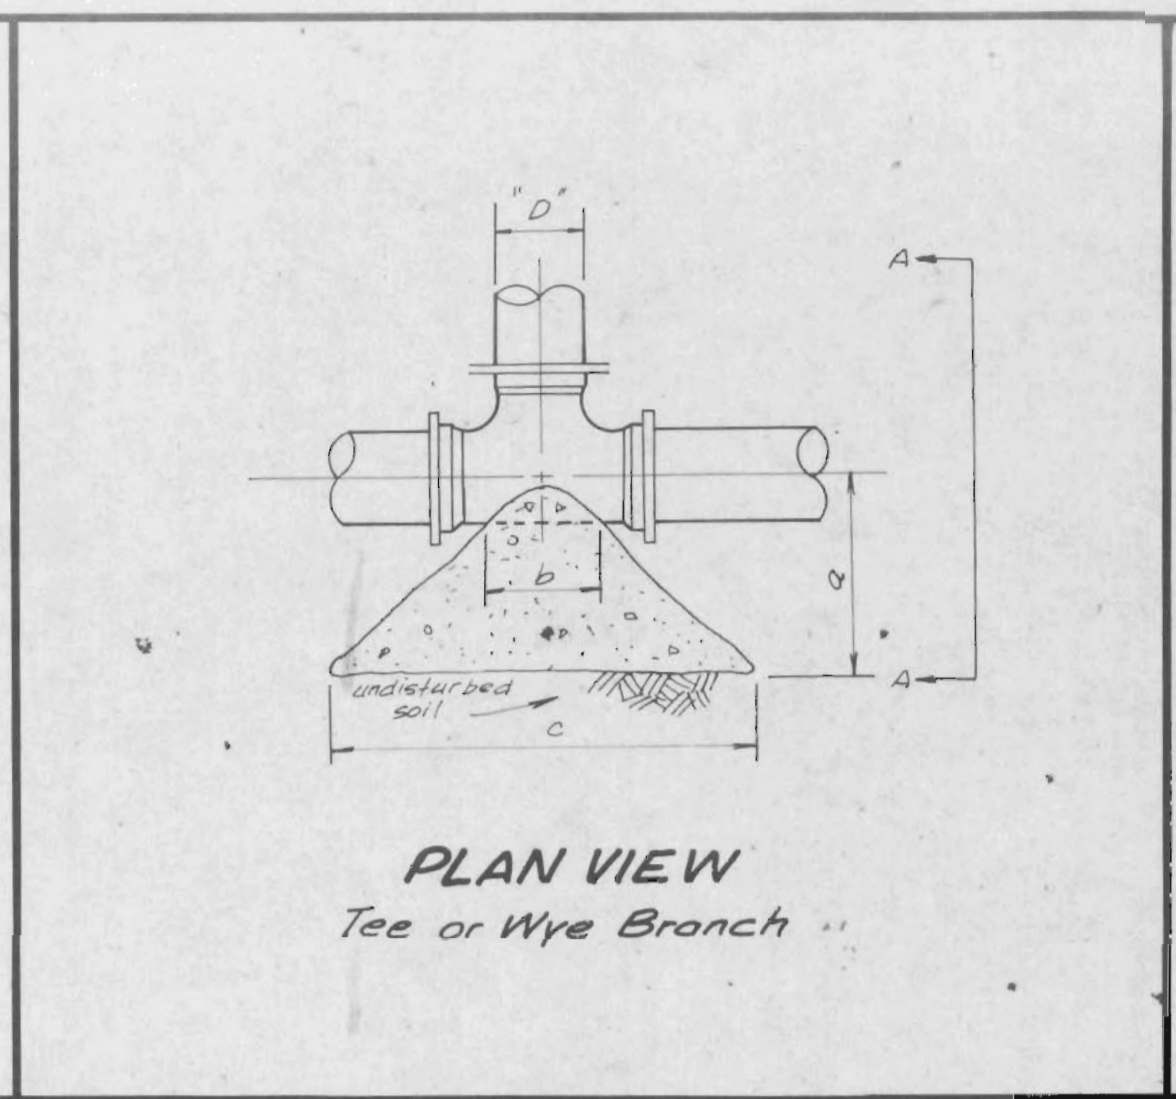 "D"
A
b
a
A
undisturbed
soil
c
PLAN VIEW
Tee or Wye Branch